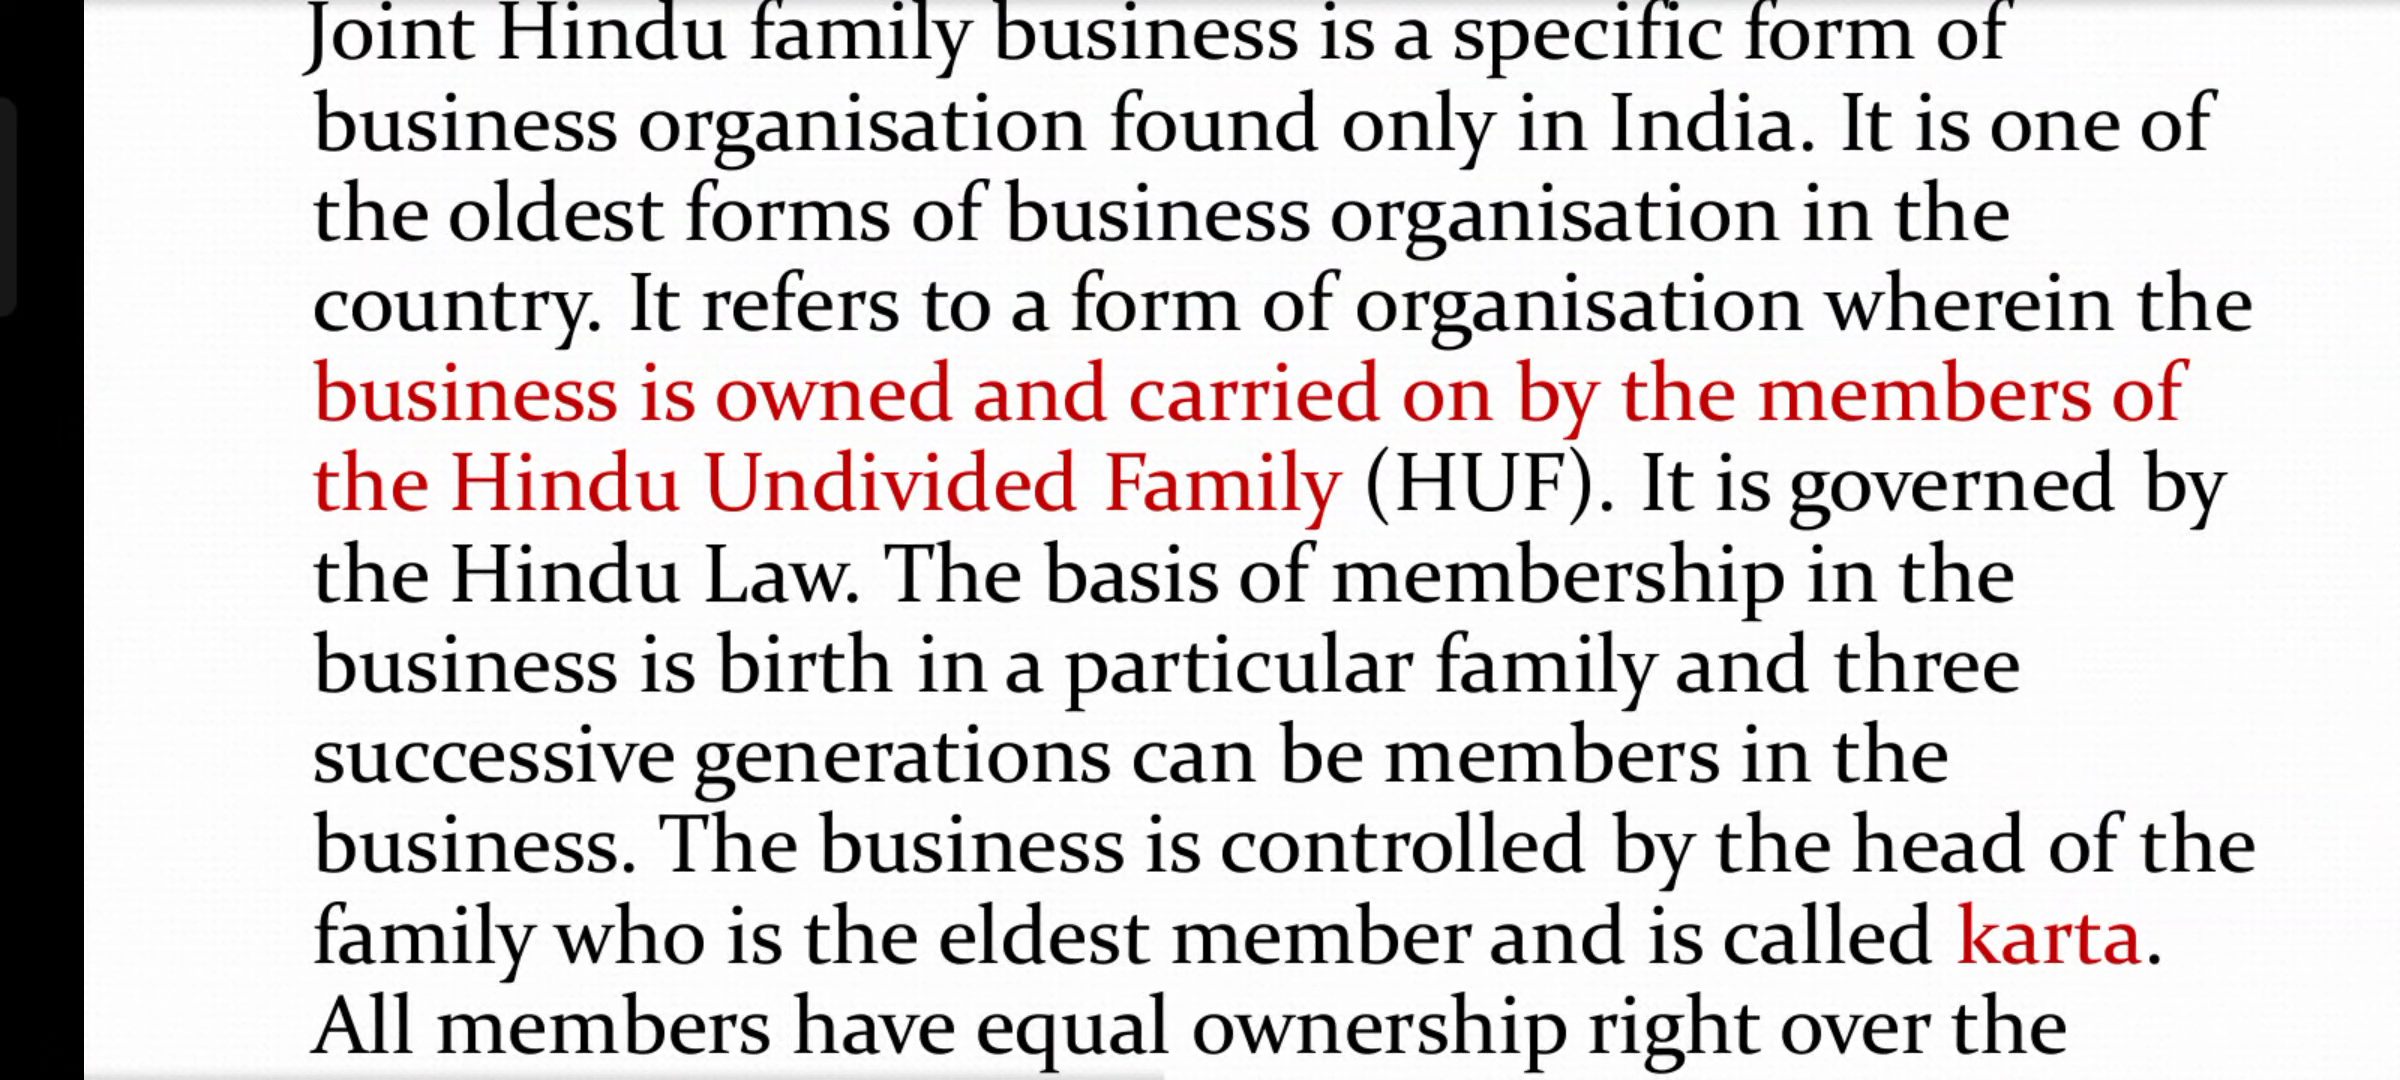 Joint Hindu family business is a specific form of
business organisation found only in India. It is one of
the oldest forms of business organisation in the
country. It refers to a form of organisation wherein the
business is owned and carried on by the members of
the Hindu Undivided Family (HUF). It is governed by
the Hindu Law. The basis of membership in the
business is birth in a particular family and three
successive generations can be members in the
business. The business is controlled by the head of the
family who is the eldest member and is called karta.
All members have equal ownership right over the